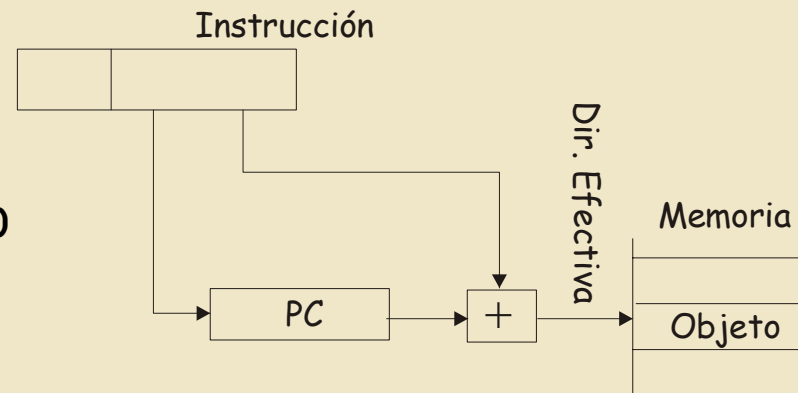 Instrucción
Dir. Efectiva
Memoria
o
PC
+
Objeto